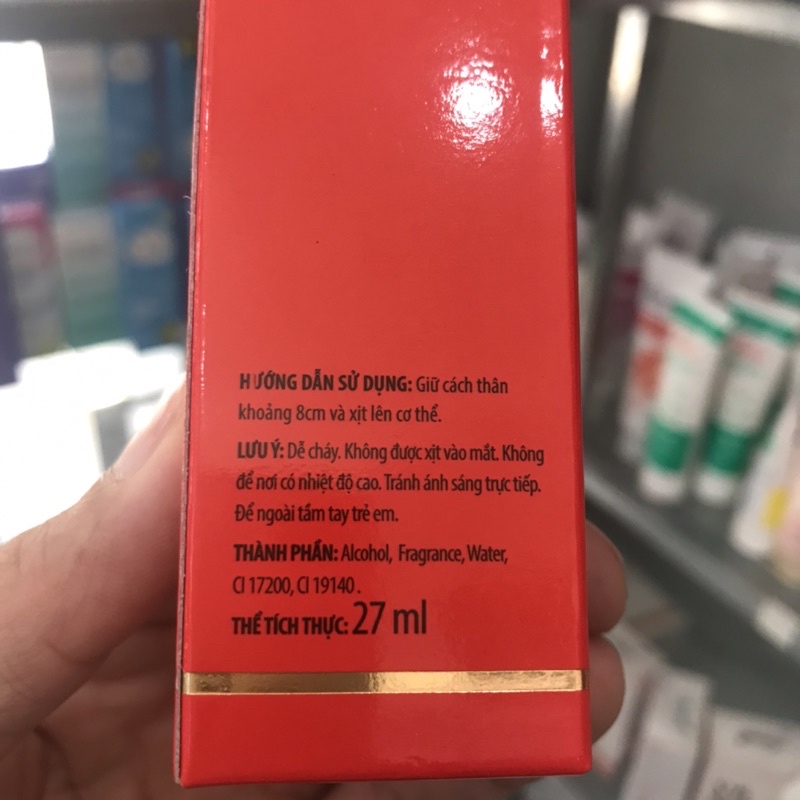 HƯỚNG DẪN SỬ DỤNG: Giữ cách thân
khoảng 8cm và xịt lên cơ thể.
LƯU Ý: Dễ cháy. Không được xịt vào mắt. Không
để nơi có nhiệt độ cao. Tránh ánh sáng trực tiếp.
Để ngoài tầm tay trẻ em.
THÀNH PHẦN: Alcohol, Fragrance, Water,
CI 17200, CI 19140 .
THỂ TÍCH THỰC: 27 ml